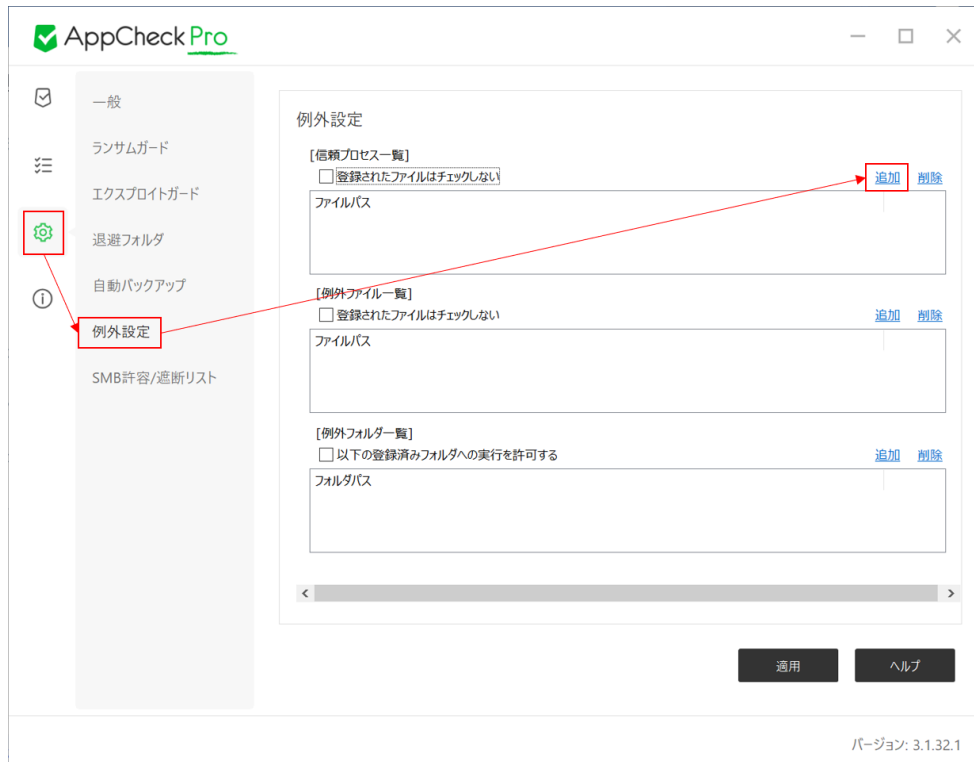 AppCheck Pro
一般
ランサムガード
エクスプロイトガード
退避フォルダ
自動バックアップ
例外設定
SMB許容/遮断リスト
例外設定
[信頼プロセス一覧]
登録されたファイルはチェックしない 追加 削除
ファイルパス
[例外ファイル一覧]
登録されたファイルはチェックしない 追加 削除
ファイルパス
[例外フォルダ一覧]
以下の登録済みフォルダへの実行を許可する 追加 削除
フォルダパス
適用 ヘルプ
バージョン: 3.1.32.1